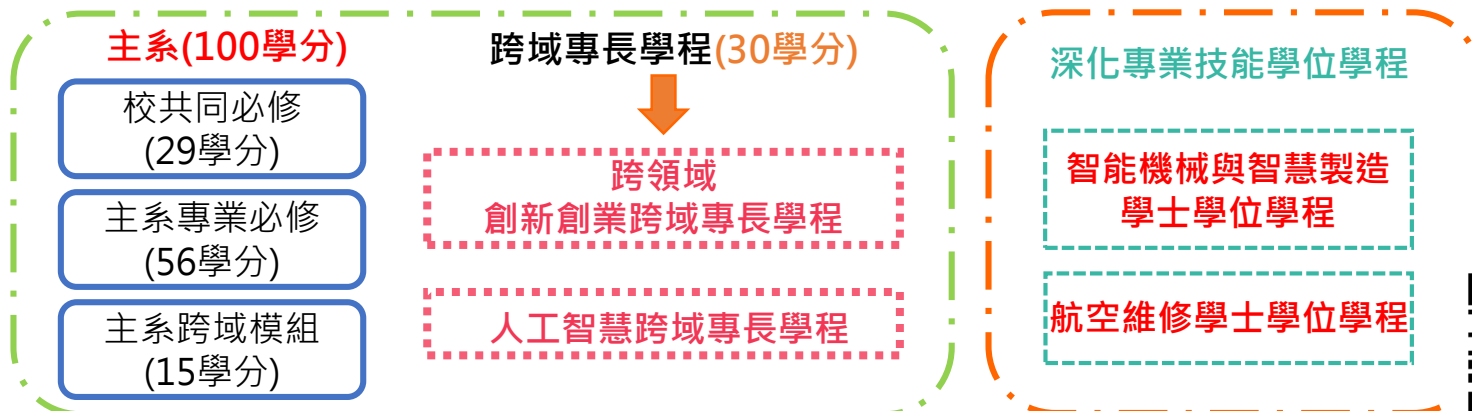 主系(100學分)
校共同必修
(29學分)
主系專業必修
(56學分)
主系跨域模組
(15學分)
跨域專長學程(30學分)
跨領域
創新創業跨域專長學程
人工智慧跨域專長學程
深化專業技能學位學程
智能機械與智慧製造
學士學位學程
航空維修學士學位學程